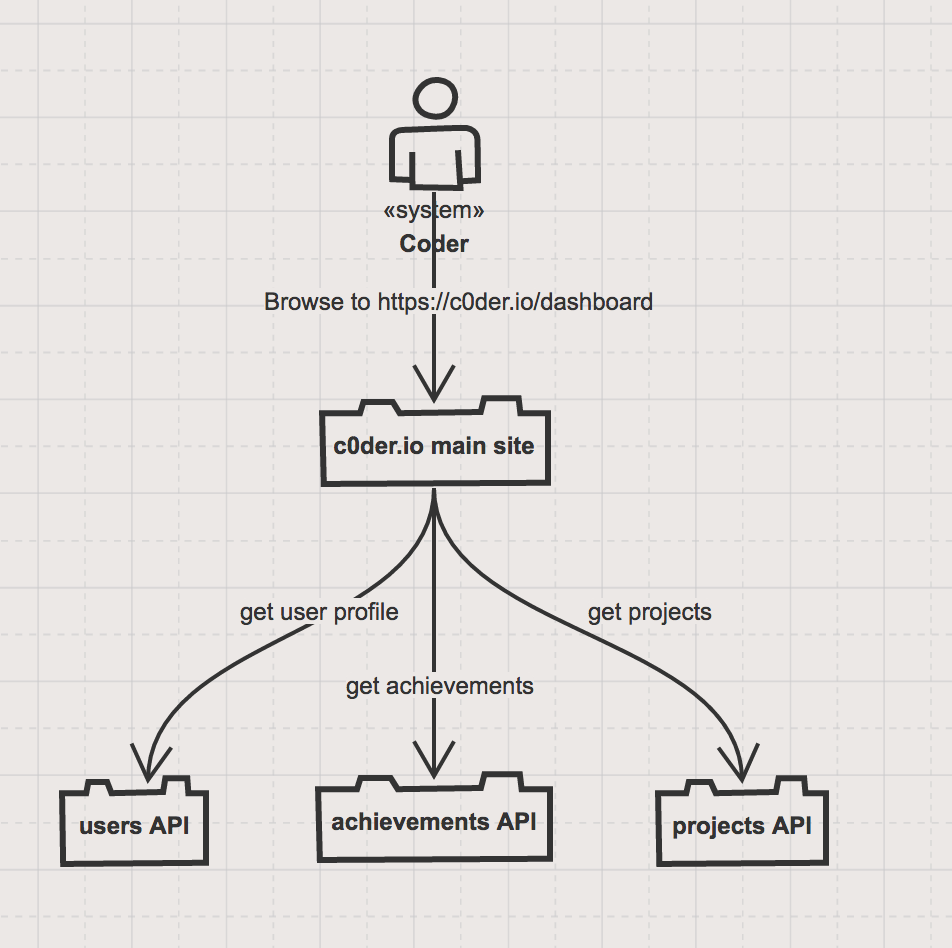 «system»
Coder
Browse to https://c0der.io/dashboard
c0der.io main site
get user profile
get projects
get achievements
users API
achievements API
projects API